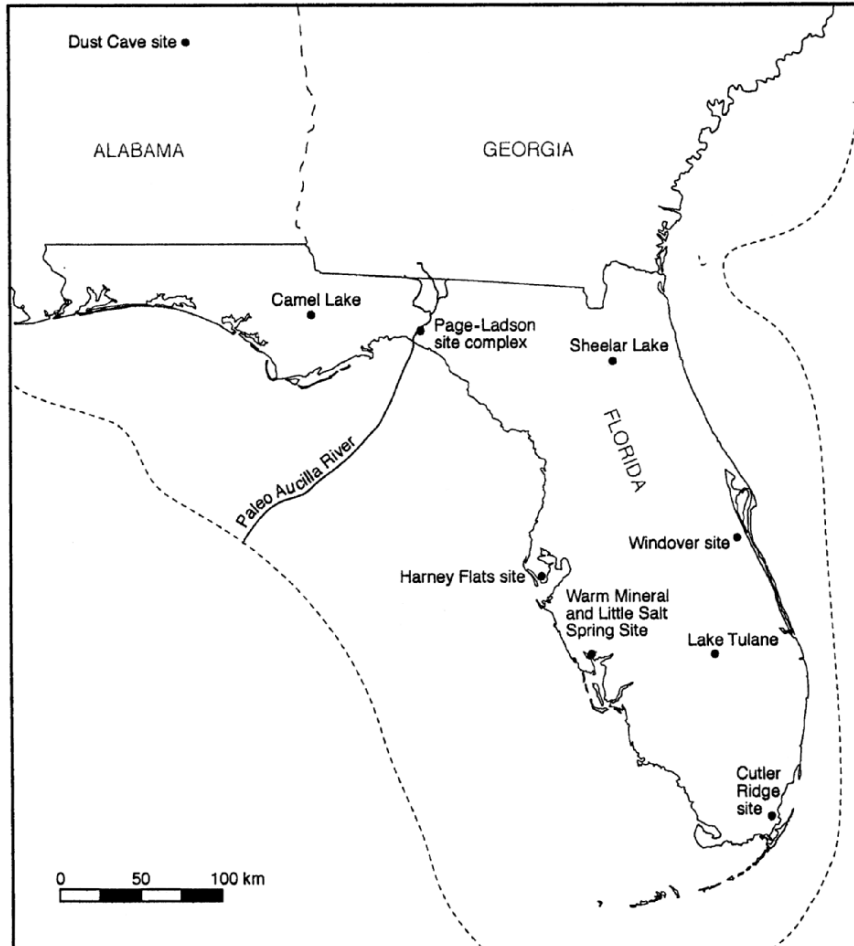 Dust Cave site
ALABAMA
GEORGIA
Camel Lake
Page-Ladson
site complex
Sheelar Lake
FLORIDA
Paleo Aucilla River
Windover site
Harney Flats site
Warm Mineral
and Little Salt
Spring Site
Lake Tulane
Cutler
Ridge
site
0 50 100 km